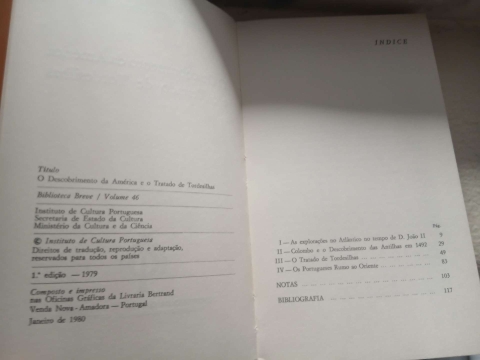 Título
O Descobrimento da América e o Tratado de Tordesilhas
Biblioteca Breve / Volume 46
Instituto de Cultura Portuguesa
Secretaria de Estado da Cultura
Ministério da Cultura e da Ciência
© Instituto de Cultura Portuguesa
Direitos de tradução, reprodução e adaptação,
reservados para todos os países
1.ª edição — 1979
Composto e impresso
nas Oficinas Gráficas da Livraria Bertrand
Venda Nova - Amadora — Portugal
Janeiro de 1980
ÍNDICE
Pág.
I — As explorações no Atlântico no tempo de D. João II 9
II — Colombo e o Descobrimento das Antilhas em 1492 29
III — O Tratado de Tordesilhas 49
IV — Os Portugueses Rumo ao Oriente 83
NOTAS 103
BIBLIOGRAFIA 117